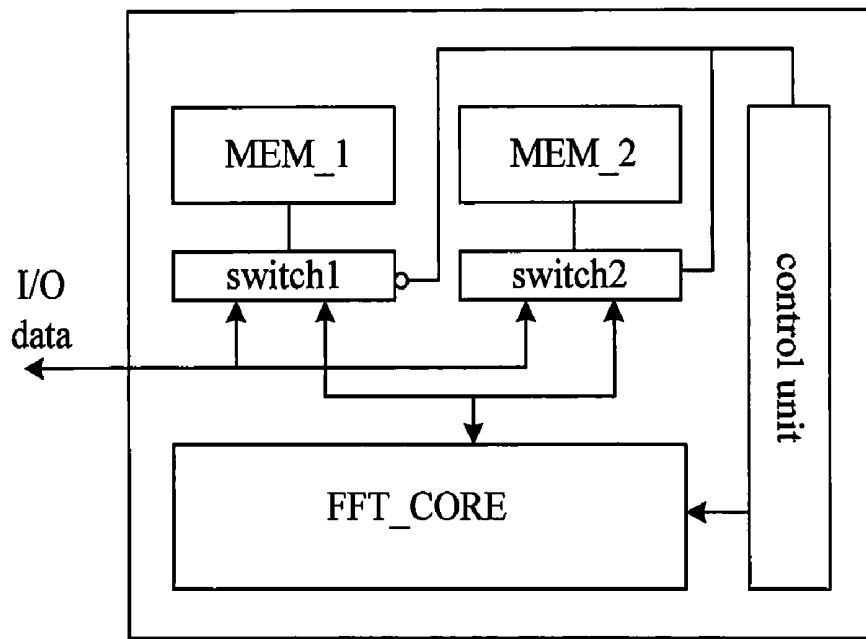 MEM_1
MEM_2
switch1
switch2
I/O
data
control unit
FFT_CORE